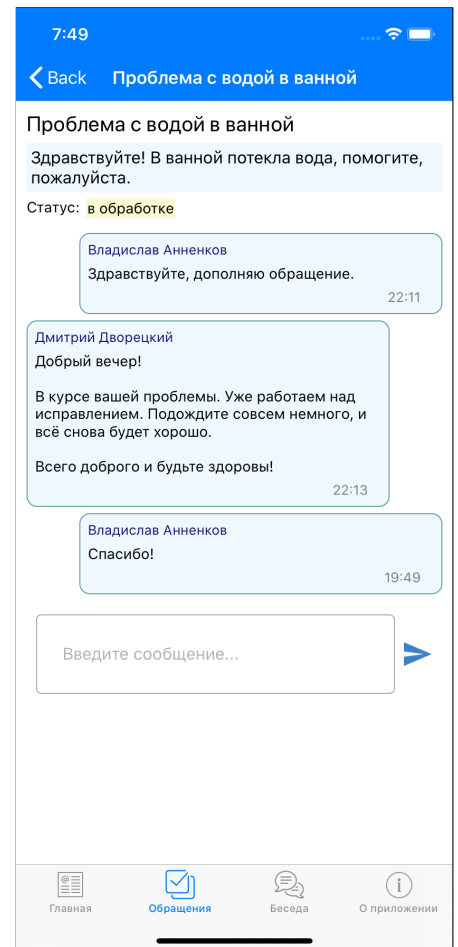 7:49
Back Проблема с водой в ванной
Проблема с водой в ванной
Здравствуйте! В ванной потекла вода, помогите,
пожалуйста.
Статус: в обработке
Владислав Анненков
Здравствуйте, дополняю обращение.
22:11
Дмитрий Дворецкий
Добрый вечер!
В курсе вашей проблемы. Уже работаем над
исправлением. Подождите совсем немного, и
всё снова будет хорошо.
Всего доброго и будьте здоровы!
22:13
Владислав Анненков
Спасибо!
19:49
Введите сообщение...
Главная Обращения Беседа О приложении